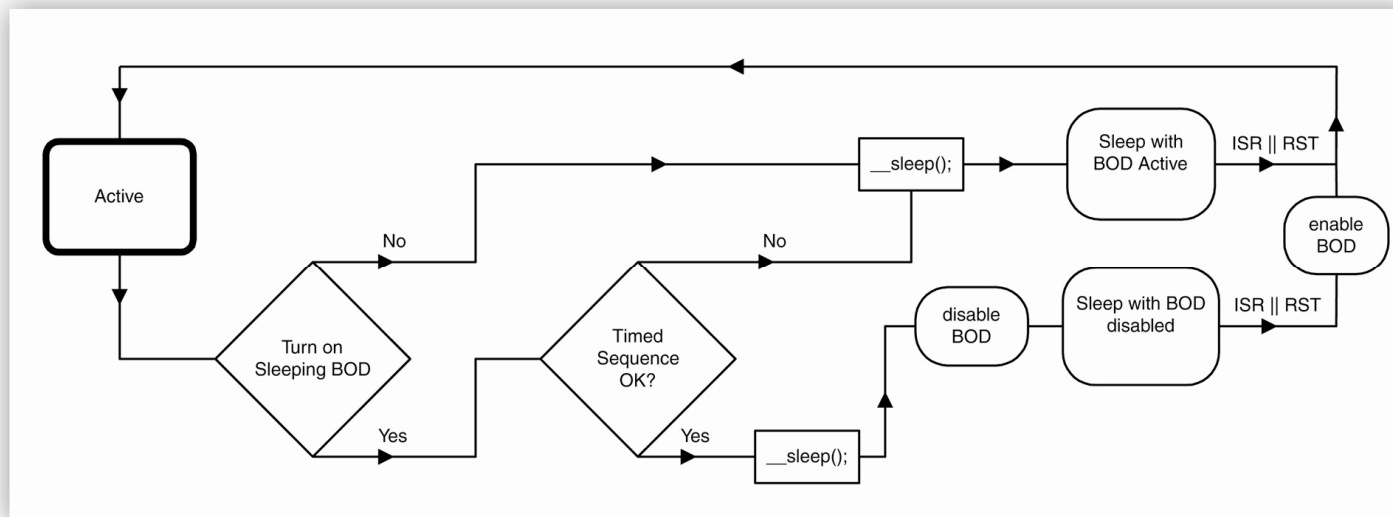 Active
Turn on
Sleeping BOD
No
Yes
Timed
Sequence
OK?
No
Yes
__sleep();
__sleep();
Sleep with
BOD Active
ISR || RST
enable
BOD
disable
BOD
Sleep with BOD
disabled
ISR || RST